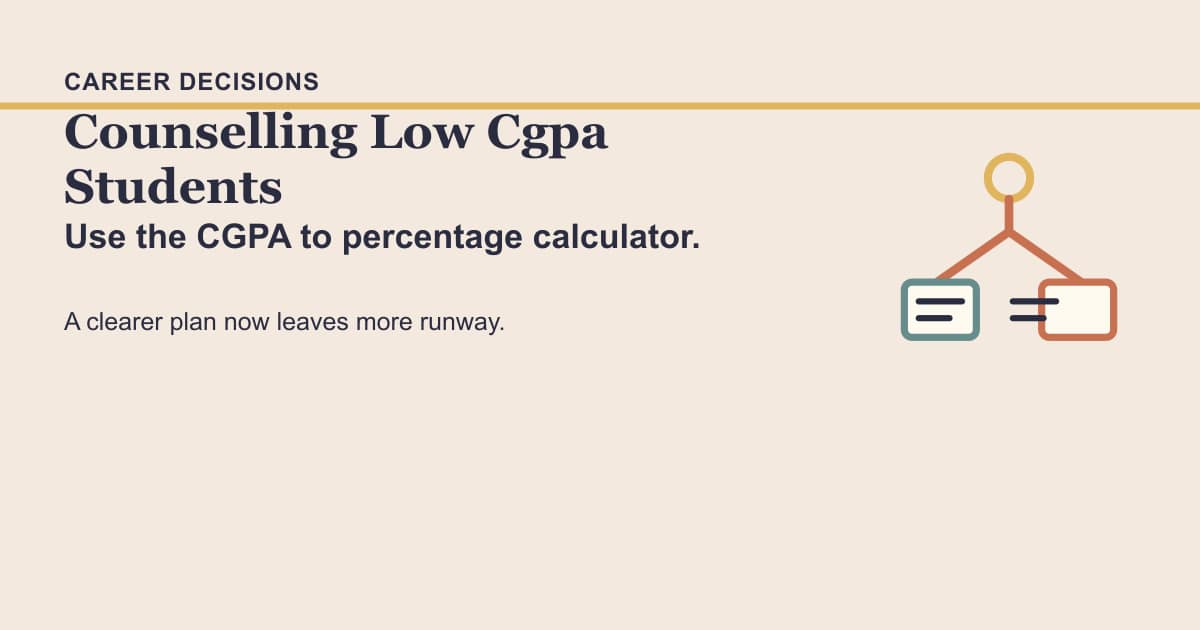 CAREER DECISIONS
Counselling Low Cgpa
Students
Use the CGPA to percentage calculator.
A clearer plan now leaves more runway.